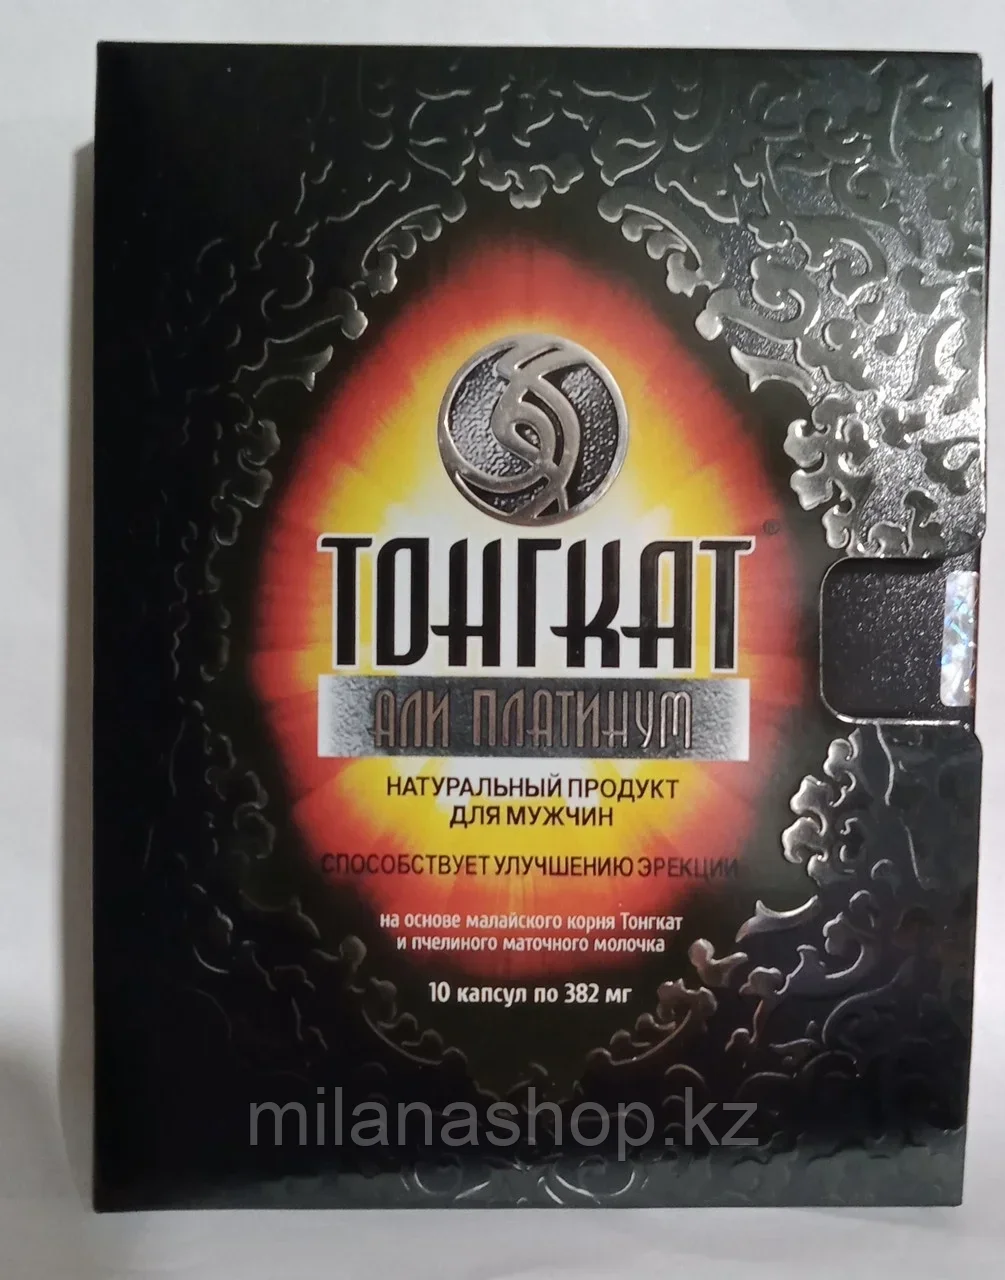 ТОНГКАТ®
АЛИ ПЛАТИНУМ
НАТУРАЛЬНЫЙ ПРОДУКТ
ДЛЯ МУЖЧИН
СПОСОБСТВУЕТ УЛУЧШЕНИЮ ЭРЕКЦИИ
на основе малайского корня Тонгкат
и пчелиного маточного молочка
10 капсул по 382 мг
milanashop.kz